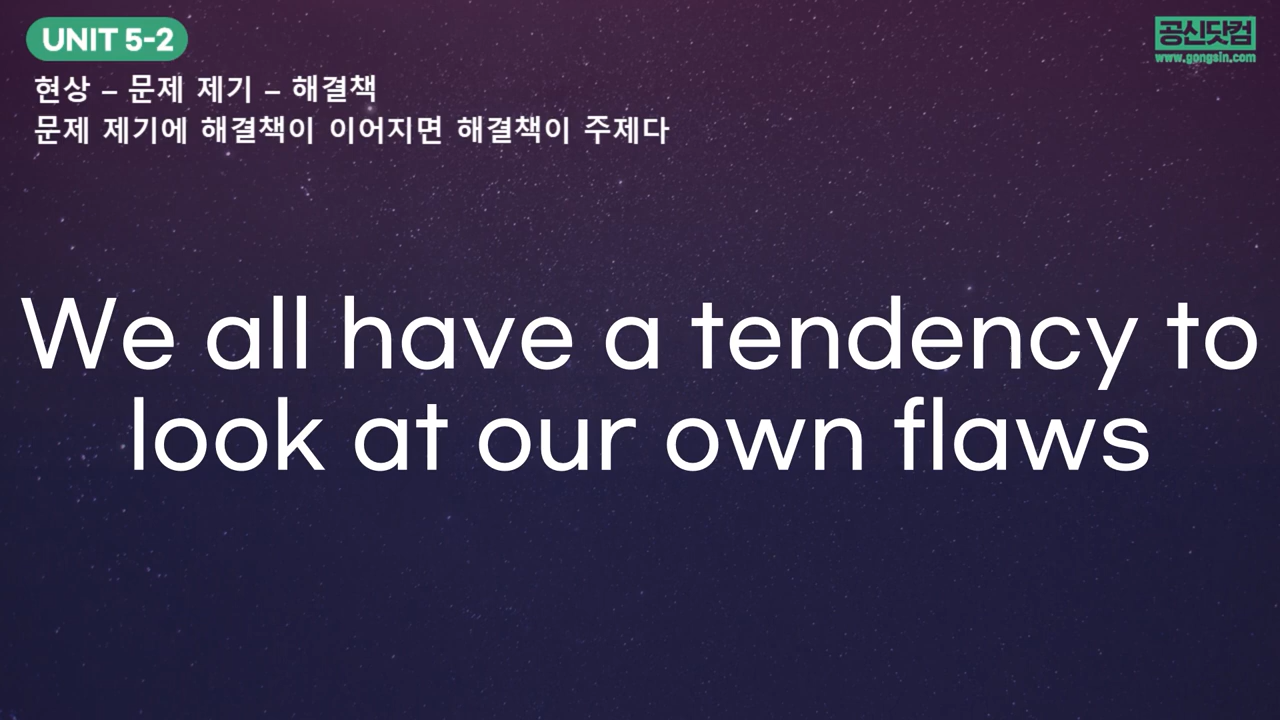 UNIT 5-2
공신닷컴
www.gongsin.com
현상 – 문제 제기 – 해결책
문제 제기에 해결책이 이어지면 해결책이 주제다
We all have a tendency to
look at our own flaws